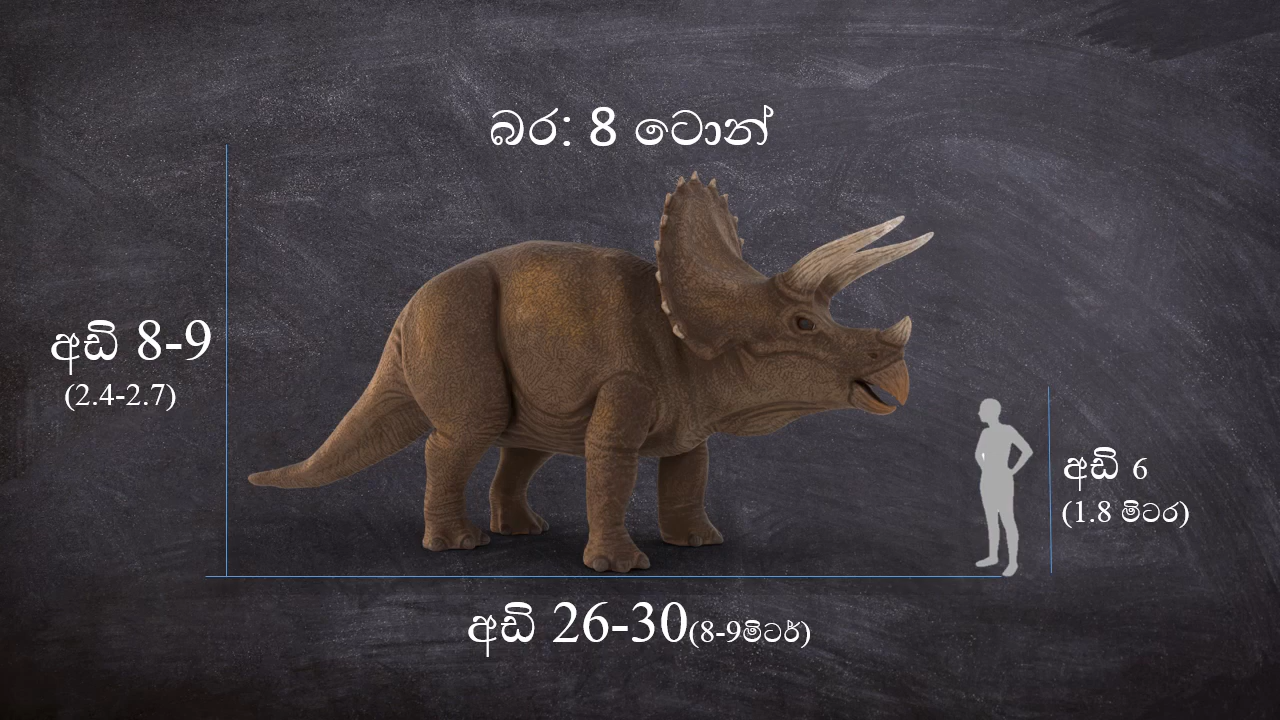 බර: 8 ටොන්
අඩි 8-9
(2.4-2.7)
අඩි 6
(1.8 මිටර)
අඩි 26-30(8-9මිටර්)